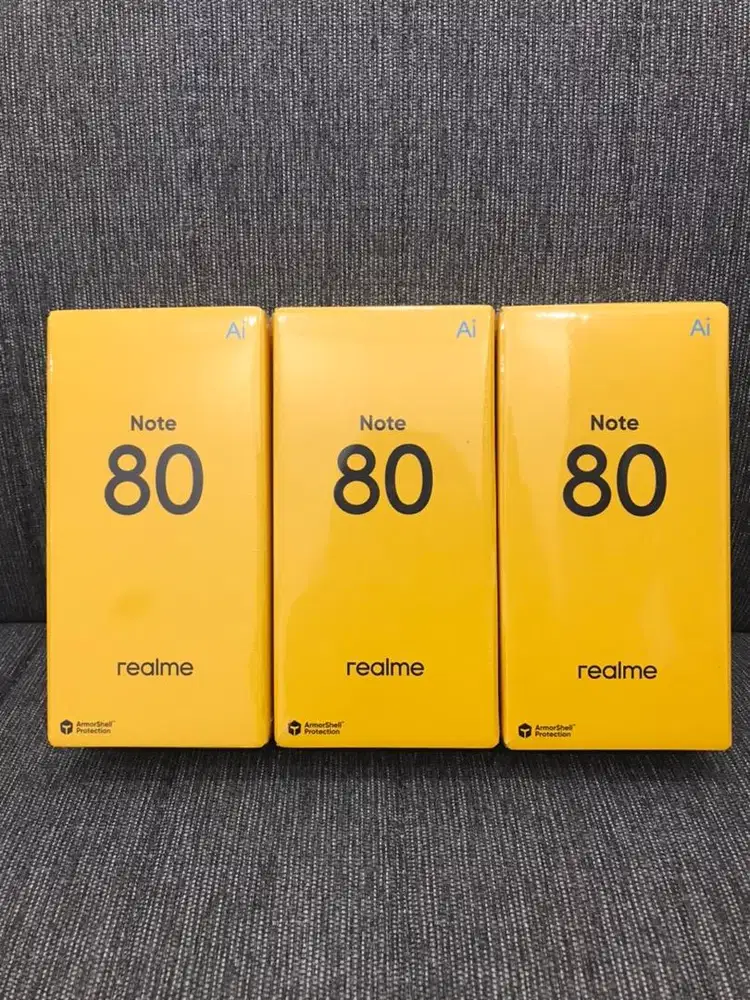 Ai
Note
80
realme
ArmorShell™
Protection
Ai
Note
80
realme
ArmorShell™
Protection
Ai
Note
80
realme
ArmorShell™
Protection